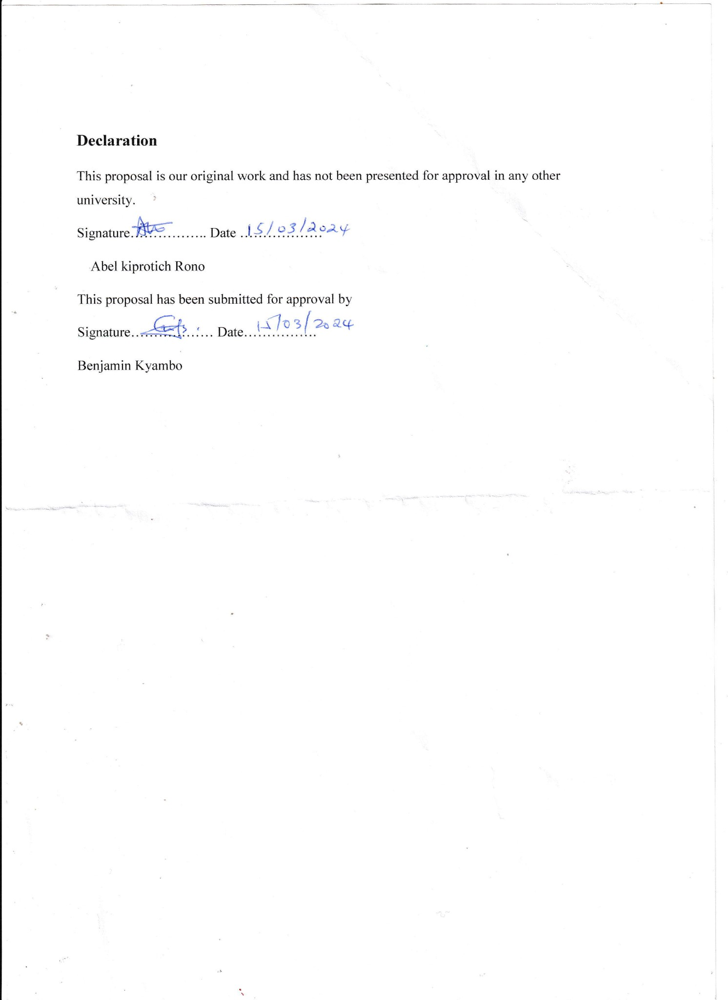 Declaration
This proposal is our original work and has not been presented for approval in any other
university.
Signature.................. Date 15/03/2024
Abel kiprotich Rono
This proposal has been submitted for approval by
Signature.................... Date 15/03/2024
Benjamin Kyambo